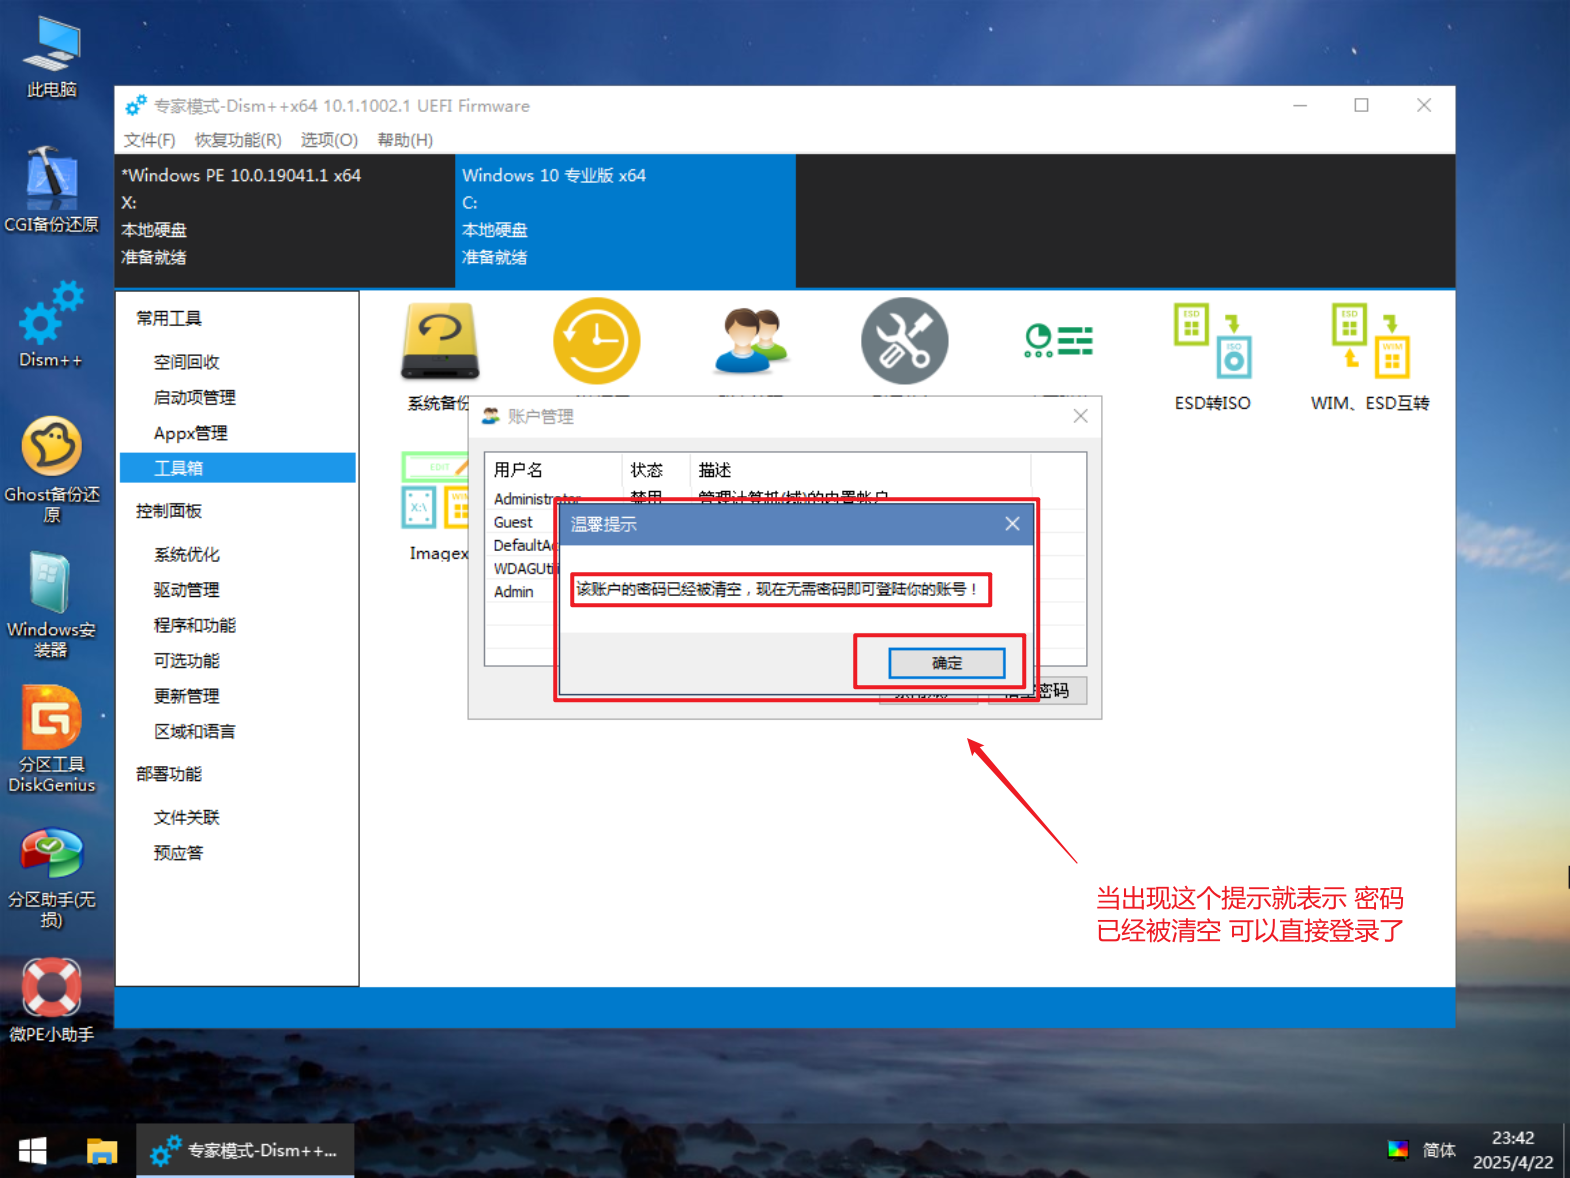 此电脑
CGI备份还原
Dism++
Ghost备份还
原
Windows安
装器
分区工具
DiskGenius
分区助手(无
损)
微PE小助手
专家模式-Dism++x64 10.1.1002.1 UEFI Firmware
文件(F) 恢复功能(R) 选项(O) 帮助(H)
*Windows PE 10.0.19041.1 x64
X:
本地硬盘
准备就绪
Windows 10 专业版 x64
C:
本地硬盘
准备就绪
常用工具
空间回收
启动项管理
Appx管理
工具箱
控制面板
系统优化
驱动管理
程序和功能
可选功能
更新管理
区域和语言
部署功能
文件关联
预应答
系统备份
ESD
ISO
ESD转ISO
ESD
WIM
WIM、ESD互转
EDIT
X:\
Imagex
账户管理
用户名 状态 描述
Administrator 禁用 管理计算机(域)的内置帐户
Guest
DefaultAc
WDAGUti
Admin
温馨提示
该账户的密码已经被清空，现在无需密码即可登陆你的账号！
确定
密码
当出现这个提示就表示 密码
已经被清空 可以直接登录了
专家模式-Dism++...
简体
23:42
2025/4/22